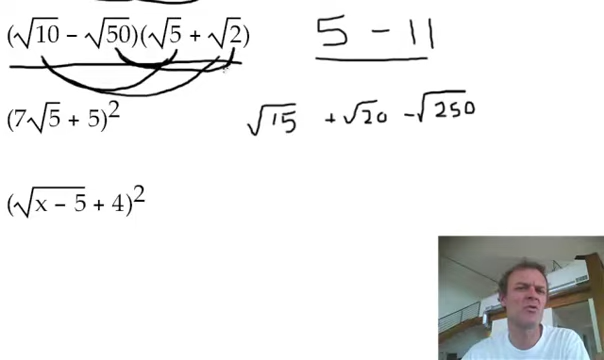 (√10 − √50)(√5 + √2) 5 − 11
(7√5 + 5)² √15 + √20 − √250
(√x − 5 + 4)²